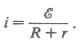 i = ℰ / (R + r).